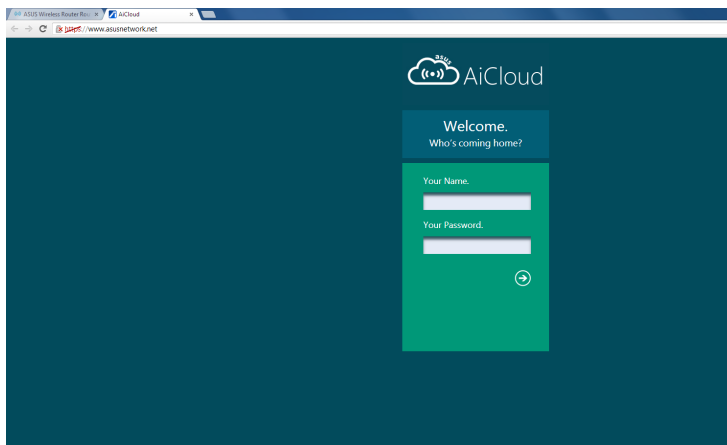 ASUS Wireless Router Rou
AiCloud
https://www.asusnetwork.net
asus
AiCloud
Welcome.
Who's coming home?
Your Name.
Your Password.